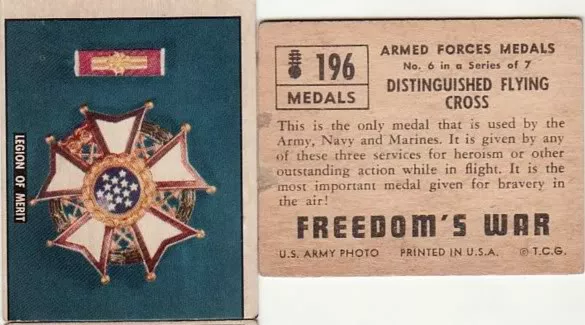 LEGION OF MERIT
196
MEDALS
ARMED FORCES MEDALS
No. 6 in a Series of 7
DISTINGUISHED FLYING
CROSS
This is the only medal that is used by the
Army, Navy and Marines. It is given by any
of these three services for heroism or other
outstanding action while in flight. It is the
most important medal given for bravery in
the air!
FREEDOM'S WAR
U.S. ARMY PHOTO PRINTED IN U.S.A. © T.C.G.